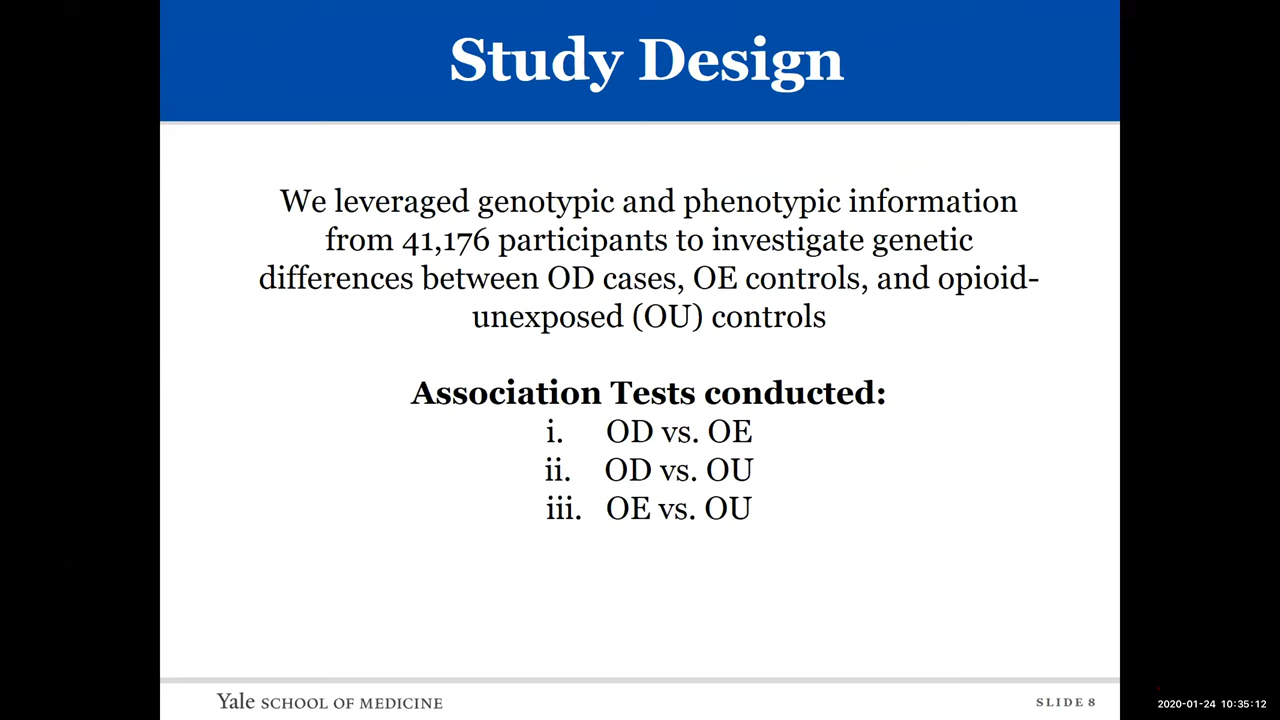 Study Design
We leveraged genotypic and phenotypic information
from 41,176 participants to investigate genetic
differences between OD cases, OE controls, and opioid-
unexposed (OU) controls
Association Tests conducted:
i. OD vs. OE
ii. OD vs. OU
iii. OE vs. OU
Yale SCHOOL OF MEDICINE
SLIDE 8
2020-01-24 10:35:12